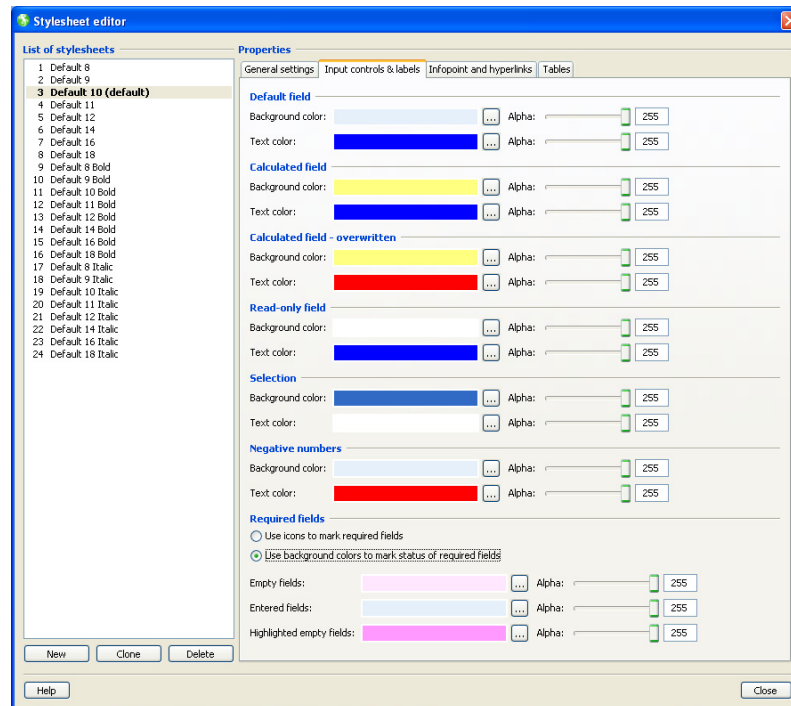 Stylesheet editor
List of stylesheets
1 Default 8
2 Default 9
3 Default 10 (default)
4 Default 11
5 Default 12
6 Default 14
7 Default 16
8 Default 18
9 Default 8 Bold
10 Default 9 Bold
11 Default 10 Bold
12 Default 11 Bold
13 Default 12 Bold
14 Default 14 Bold
15 Default 16 Bold
16 Default 18 Bold
17 Default 8 Italic
18 Default 9 Italic
19 Default 10 Italic
20 Default 11 Italic
21 Default 12 Italic
22 Default 14 Italic
23 Default 16 Italic
24 Default 18 Italic
New Clone Delete
Properties
General settings Input controls & labels Infopoint and hyperlinks Tables
Default field
Background color: ... Alpha: 255
Text color: ... Alpha: 255
Calculated field
Background color: ... Alpha: 255
Text color: ... Alpha: 255
Calculated field - overwritten
Background color: ... Alpha: 255
Text color: ... Alpha: 255
Read-only field
Background color: ... Alpha: 255
Text color: ... Alpha: 255
Selection
Background color: ... Alpha: 255
Text color: ... Alpha: 255
Negative numbers
Background color: ... Alpha: 255
Text color: ... Alpha: 255
Required fields
Use icons to mark required fields
Use background colors to mark status of required fields
Empty fields: ... Alpha: 255
Entered fields: ... Alpha: 255
Highlighted empty fields: ... Alpha: 255
Help Close